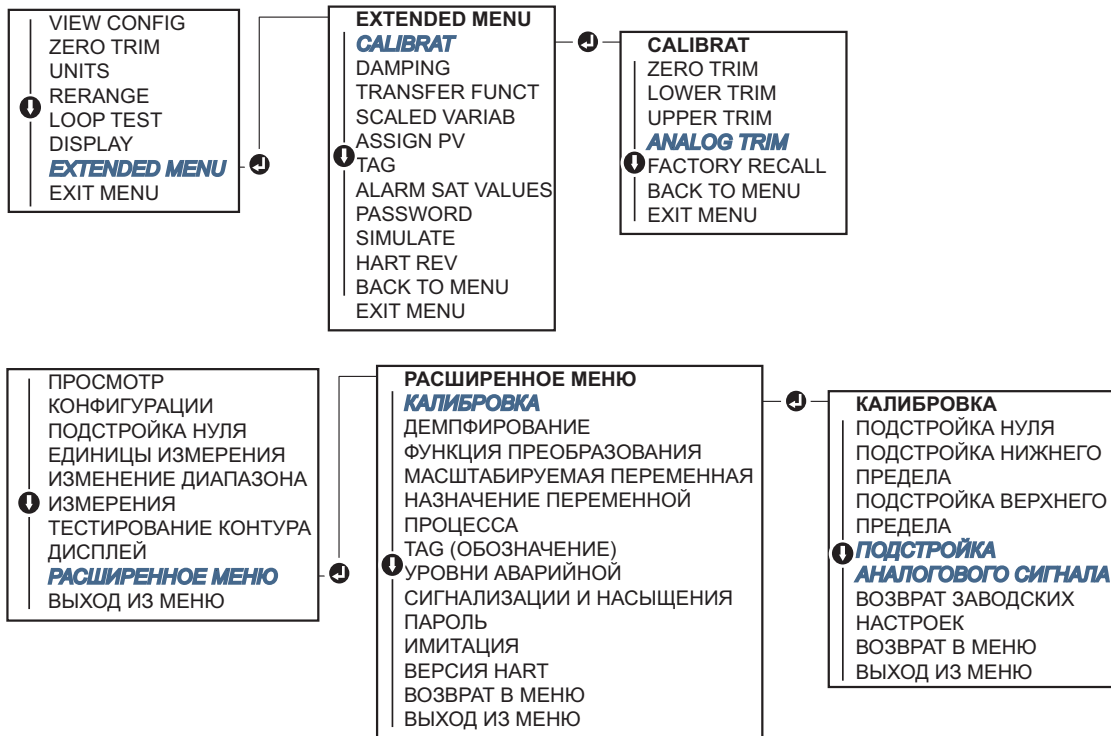 VIEW CONFIG
ZERO TRIM
UNITS
RERANGE
LOOP TEST
DISPLAY
EXTENDED MENU
EXIT MENU
EXTENDED MENU
CALIBRAT
DAMPING
TRANSFER FUNCT
SCALED VARIAB
ASSIGN PV
TAG
ALARM SAT VALUES
PASSWORD
SIMULATE
HART REV
BACK TO MENU
EXIT MENU
CALIBRAT
ZERO TRIM
LOWER TRIM
UPPER TRIM
ANALOG TRIM
FACTORY RECALL
BACK TO MENU
EXIT MENU
ПРОСМОТР
КОНФИГУРАЦИИ
ПОДСТРОЙКА НУЛЯ
ЕДИНИЦЫ ИЗМЕРЕНИЯ
ИЗМЕНЕНИЕ ДИАПАЗОНА
ИЗМЕРЕНИЯ
ТЕСТИРОВАНИЕ КОНТУРА
ДИСПЛЕЙ
РАСШИРЕННОЕ МЕНЮ
ВЫХОД ИЗ МЕНЮ
РАСШИРЕННОЕ МЕНЮ
КАЛИБРОВКА
ДЕМПФИРОВАНИЕ
ФУНКЦИЯ ПРЕОБРАЗОВАНИЯ
МАСШТАБИРУЕМАЯ ПЕРЕМЕННАЯ
НАЗНАЧЕНИЕ ПЕРЕМЕННОЙ
ПРОЦЕССА
TAG (ОБОЗНАЧЕНИЕ)
УРОВНИ АВАРИЙНОЙ
СИГНАЛИЗАЦИИ И НАСЫЩЕНИЯ
ПАРОЛЬ
ИМИТАЦИЯ
ВЕРСИЯ HART
ВОЗВРАТ В МЕНЮ
ВЫХОД ИЗ МЕНЮ
КАЛИБРОВКА
ПОДСТРОЙКА НУЛЯ
ПОДСТРОЙКА НИЖНЕГО
ПРЕДЕЛА
ПОДСТРОЙКА ВЕРХНЕГО
ПРЕДЕЛА
ПОДСТРОЙКА
АНАЛОГОВОГО СИГНАЛА
ВОЗВРАТ ЗАВОДСКИХ
НАСТРОЕК
ВОЗВРАТ В МЕНЮ
ВЫХОД ИЗ МЕНЮ